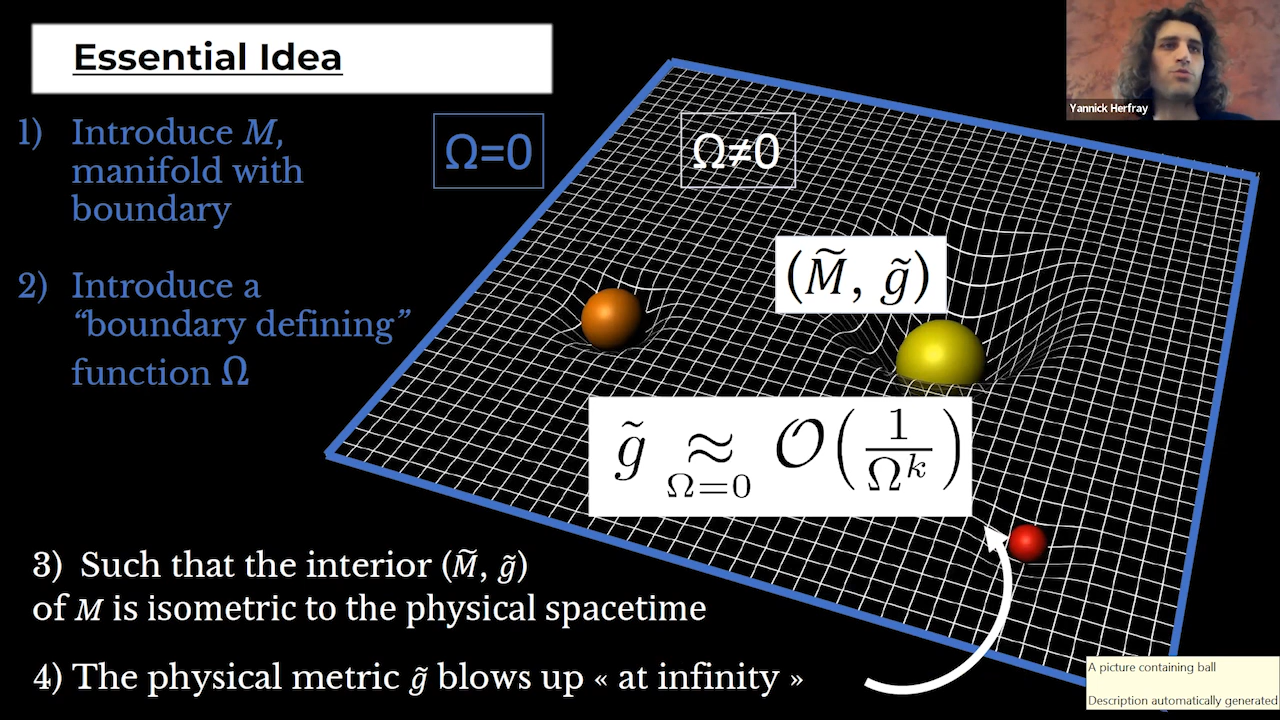 Essential Idea
Yannick Herfray
1) Introduce M,
manifold with
boundary
Ω=0
Ω≠0
2) Introduce a
“boundary defining”
function Ω
(M̃, g̃)
g̃ ≈ 𝒪(1/Ω^k)
Ω=0
3) Such that the interior (M̃, g̃)
of M is isometric to the physical spacetime
4) The physical metric g̃ blows up « at infinity »
A picture containing ball
Description automatically generated